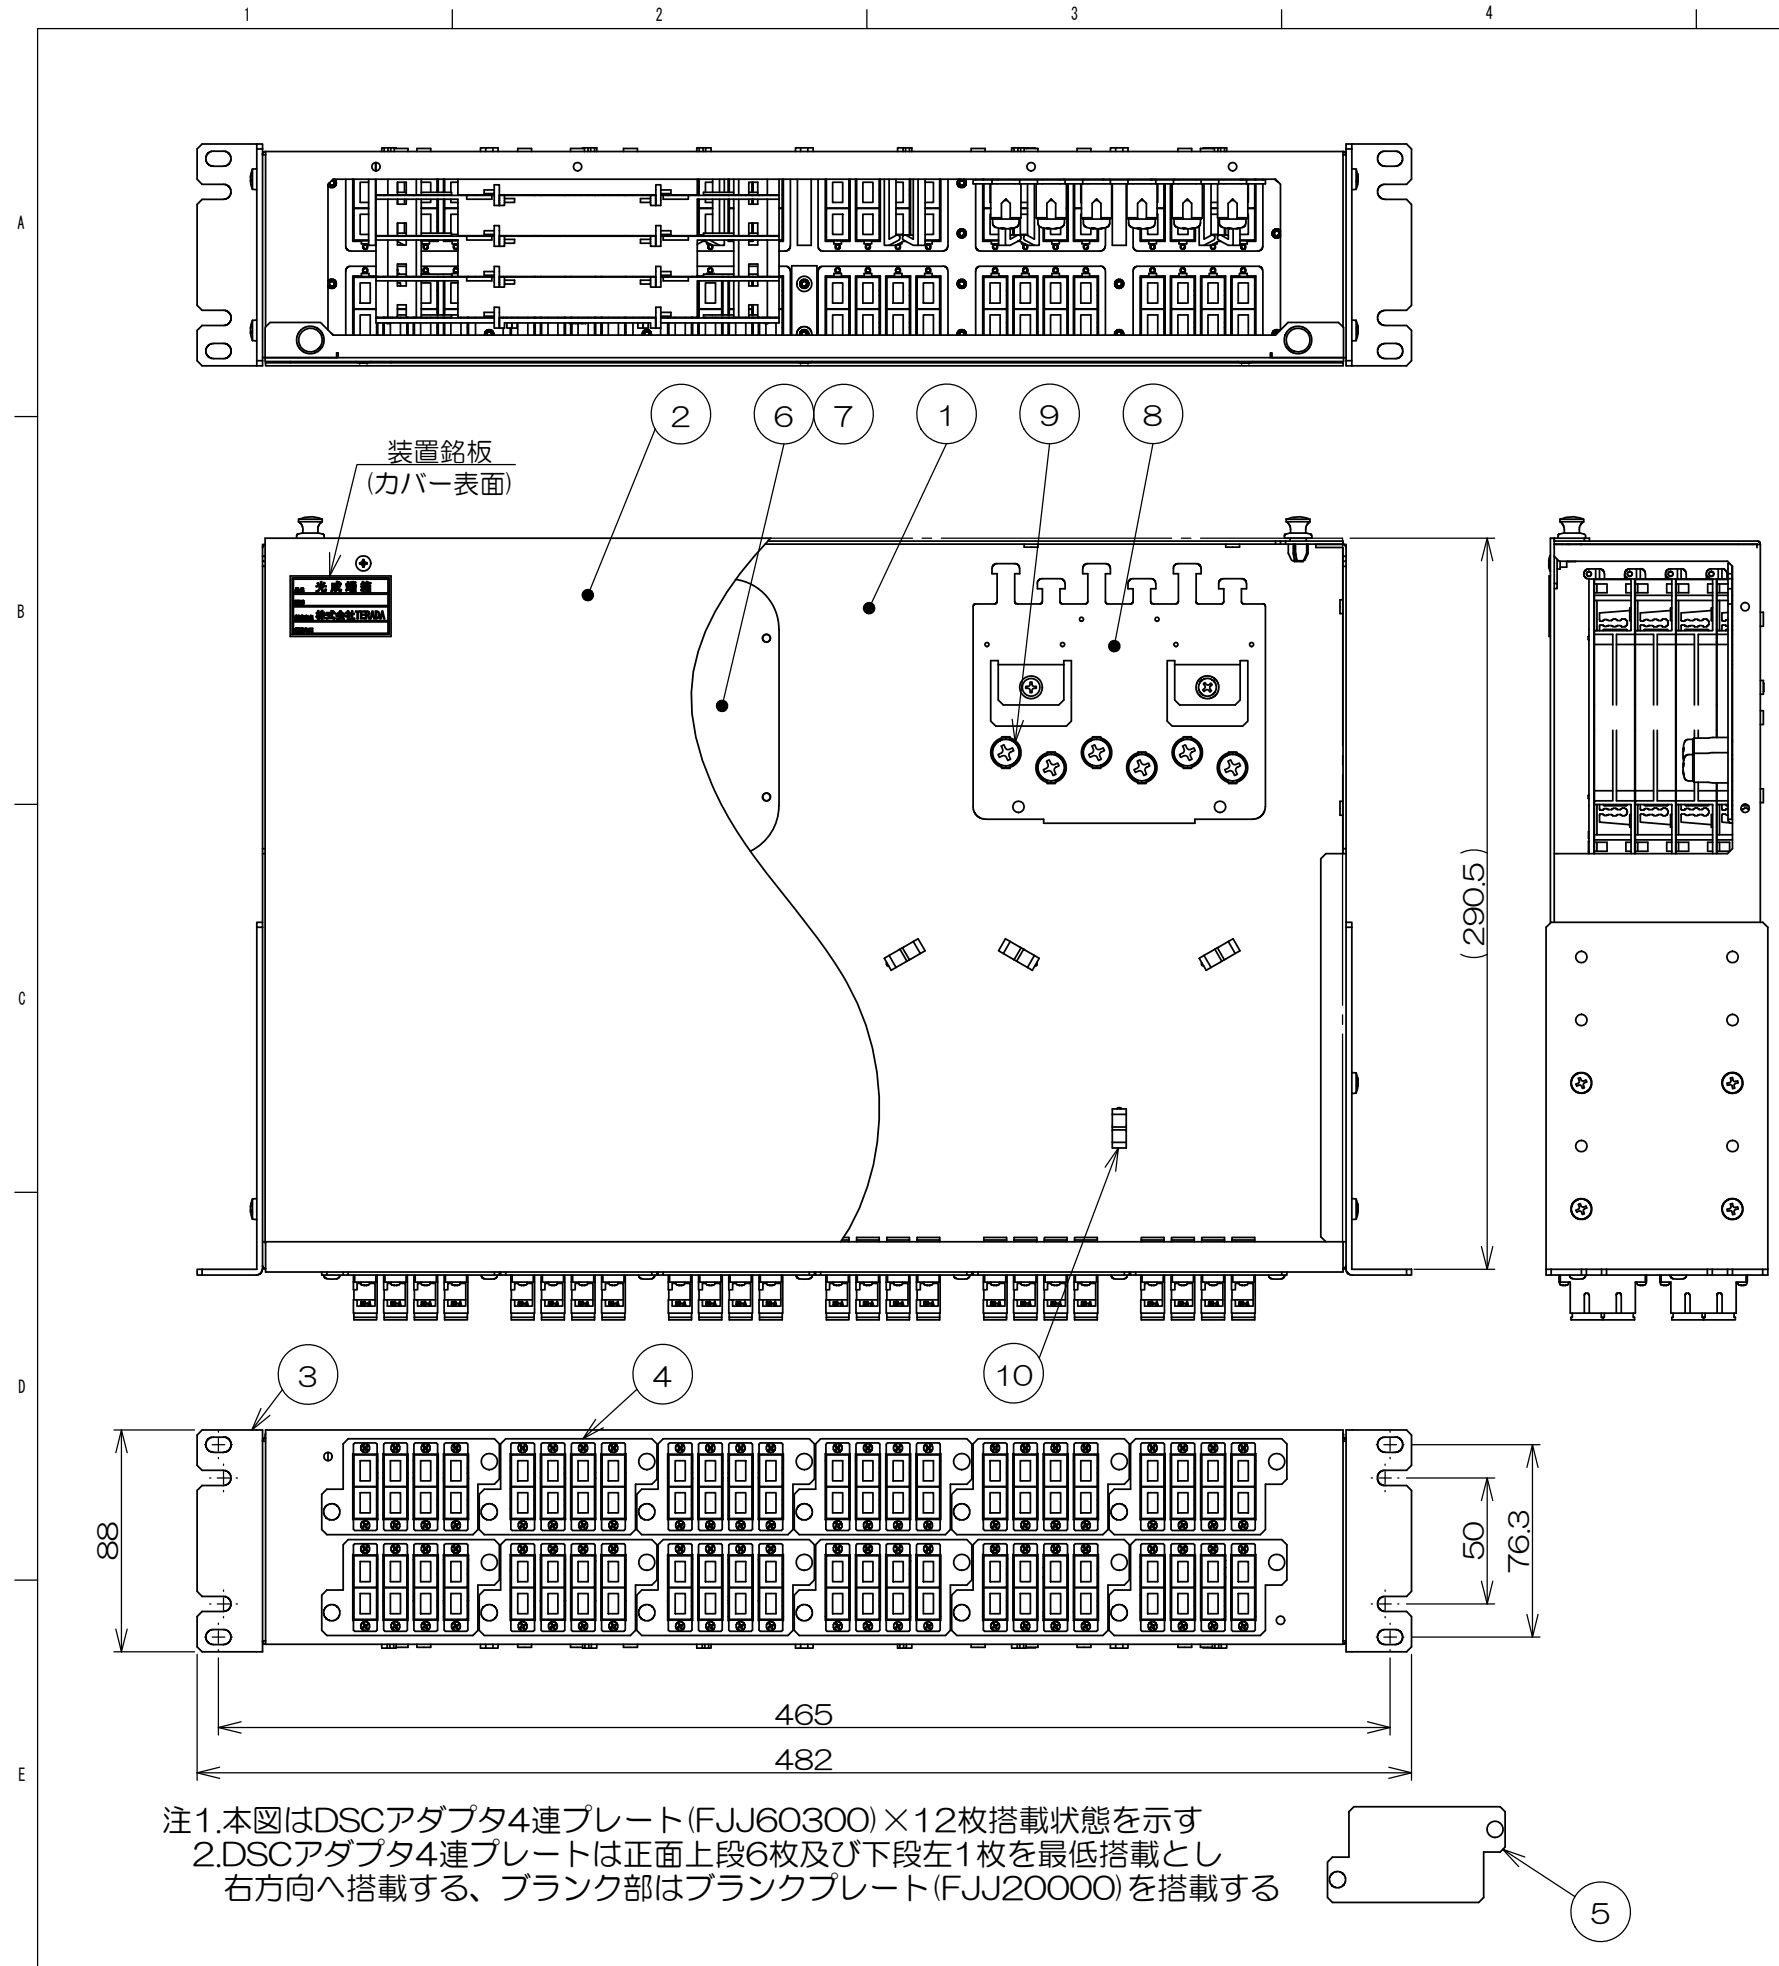 1 2 3 4
A
② ⑥ ⑦ ① ⑨ ⑧
装置銘板
(カバー表面)
光成端箱
株式会社TERADA
B
(290.5)
C
③ ④ ⑩
D
88
50
76.3
465
482
E
注1.本図はDSCアダプタ4連プレート(FJJ60300)×12枚搭載状態を示す
2.DSCアダプタ4連プレートは正面上段6枚及び下段左1枚を最低搭載とし
右方向へ搭載する、ブランク部はブランクプレート(FJJ20000)を搭載する
⑤